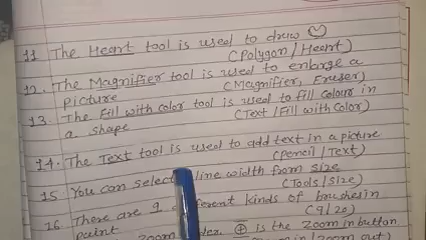 11 The Heart tool is used to draw ♡
(Polygon/Heart)
12. The Magnifier tool is used to enlarge a
picture (Magnifier, Eraser)
13. The Fill with color tool is used to fill colour in
a shape (Text/Fill with Color)
14. The Text tool is used to add text in a picture
(pencil/Text)
15. You can select line width from size
(Tools/Size)
16. There are 9 different kinds of brushes in
paint (9/20)
zoom ⊕ is the zoom in button